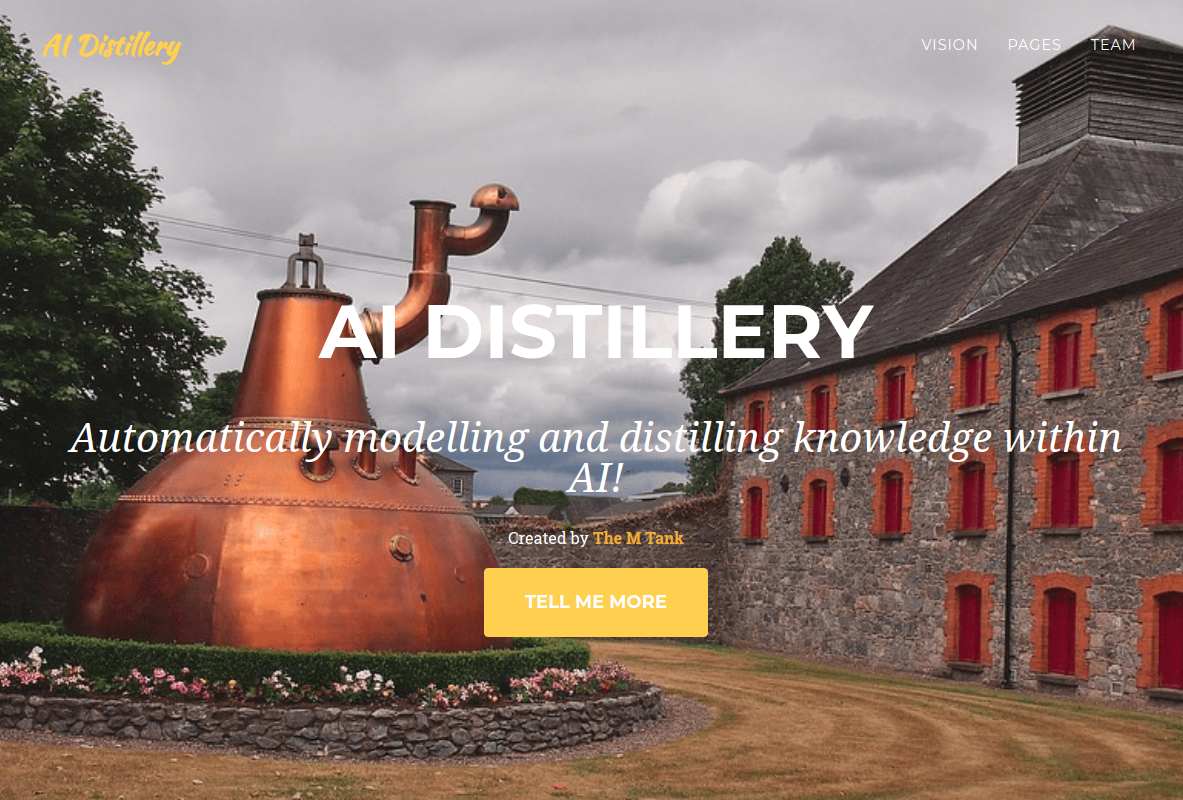 AI Distillery
VISION PAGES TEAM
AI DISTILLERY
Automatically modelling and distilling knowledge within
AI!
Created by The M Tank
TELL ME MORE